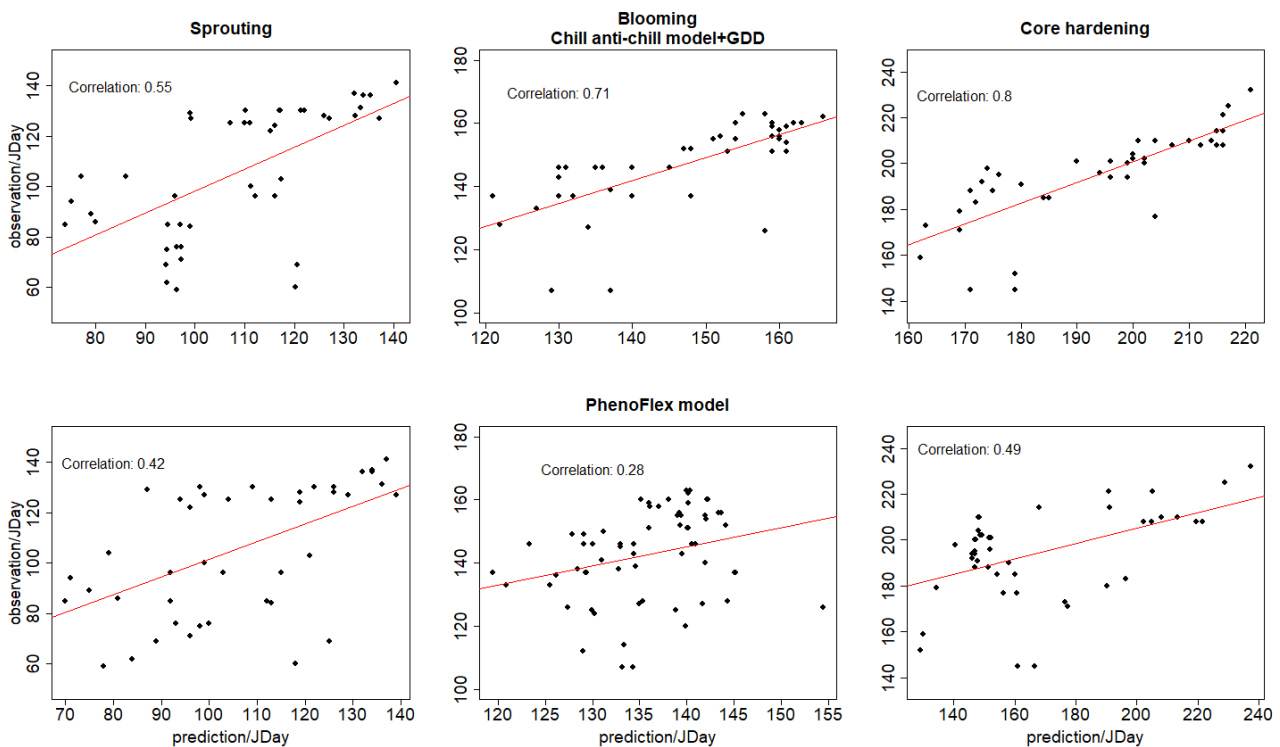 Sprouting
Blooming
Chill anti-chill model+GDD
Core hardening
Correlation: 0.55
Correlation: 0.71
Correlation: 0.8
observation/JDay
60 80 100 120 140
80 90 100 110 120 130 140
100 120 140 160 180
120 130 140 150 160
140 160 180 200 220 240
160 170 180 190 200 210 220
PhenoFlex model
Correlation: 0.42
Correlation: 0.28
Correlation: 0.49
observation/JDay
60 80 100 120 140
70 80 90 100 110 120 130 140
prediction/JDay
100 120 140 160 180
120 125 130 135 140 145 150 155
prediction/JDay
140 160 180 200 220 240
140 160 180 200 220 240
prediction/JDay